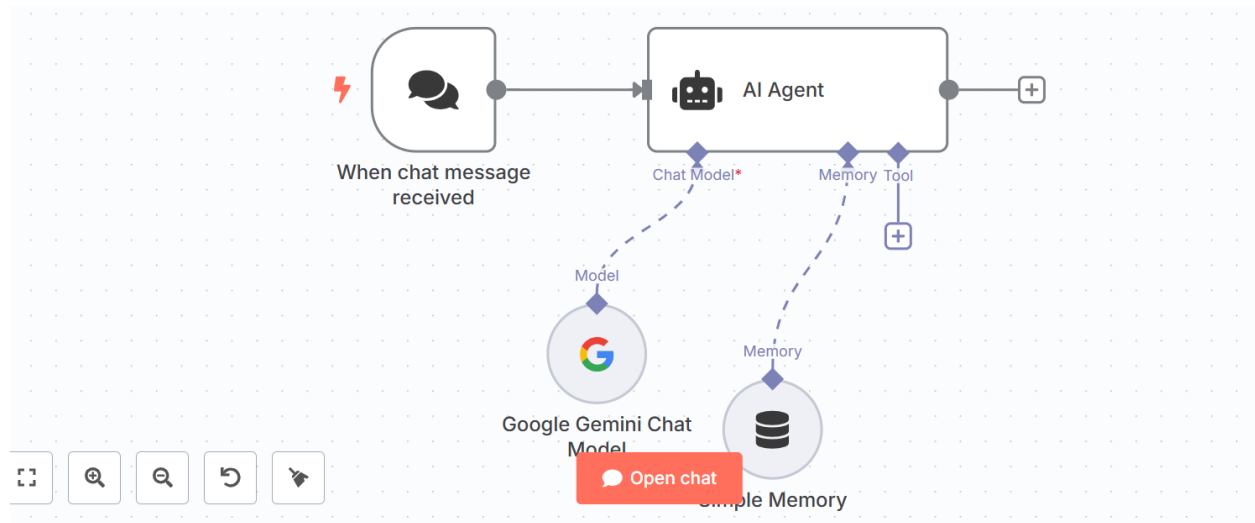 AI Agent
When chat message
received
Chat Model*
Memory
Tool
Model
Memory
Google Gemini Chat
Model
Open chat
Simple Memory